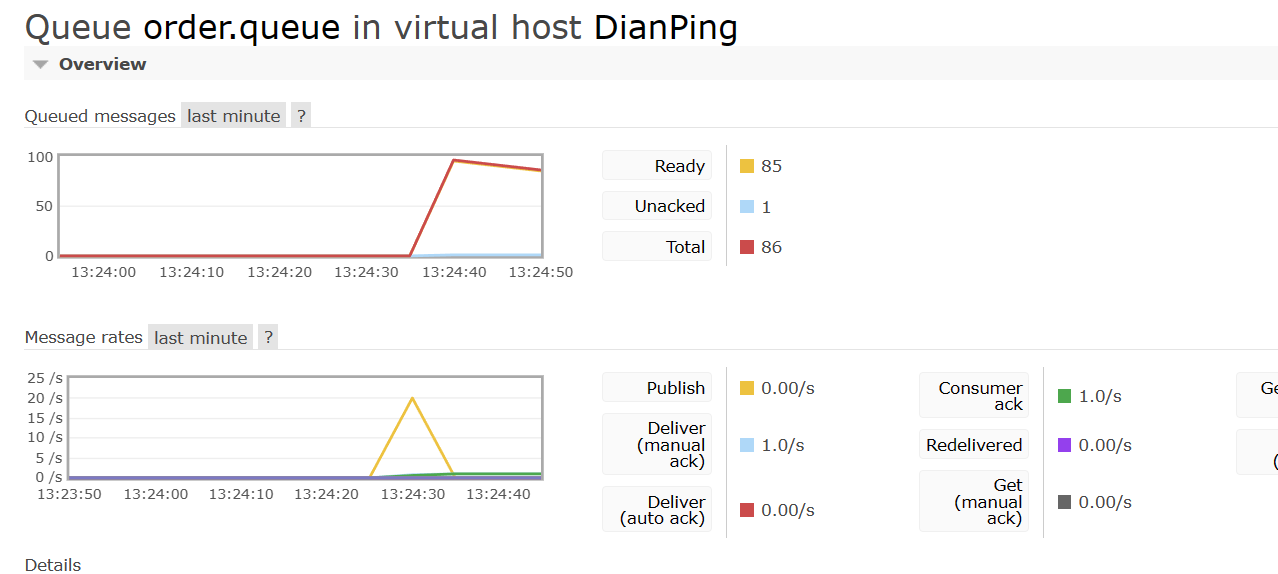 Queue order.queue in virtual host DianPing
Overview
Queued messages last minute ?
100
50
0
13:24:00 13:24:10 13:24:20 13:24:30 13:24:40 13:24:50
Ready 85
Unacked 1
Total 86
Message rates last minute ?
25 /s
20 /s
15 /s
10 /s
5 /s
0 /s
13:23:50 13:24:00 13:24:10 13:24:20 13:24:30 13:24:40
Publish 0.00/s
Deliver
(manual 1.0/s
ack)
Deliver
(auto ack) 0.00/s
Consumer
ack 1.0/s
Redelivered 0.00/s
Get
(manual 0.00/s
ack)
Ge
(
Details